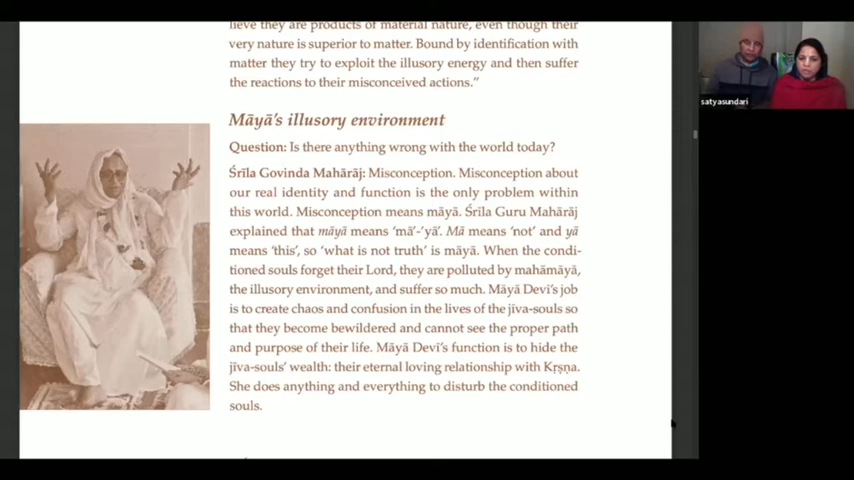 lieve they are products of material nature, even though their
very nature is superior to matter. Bound by identification with
matter they try to exploit the illusory energy and then suffer
the reactions to their misconceived actions.”
Māyā’s illusory environment
Question: Is there anything wrong with the world today?
Śrīla Govinda Mahārāj: Misconception. Misconception about
our real identity and function is the only problem within
this world. Misconception means māyā. Śrīla Guru Mahārāj
explained that māyā means ‘mā’-‘yā’. Mā means ‘not’ and yā
means ‘this’, so ‘what is not truth’ is māyā. When the condi-
tioned souls forget their Lord, they are polluted by mahāmāyā,
the illusory environment, and suffer so much. Māyā Devī’s job
is to create chaos and confusion in the lives of the jīva-souls so
that they become bewildered and cannot see the proper path
and purpose of their life. Māyā Devī’s function is to hide the
jīva-souls’ wealth: their eternal loving relationship with Kṛṣṇa.
She does anything and everything to disturb the conditioned
souls.
satyasundari